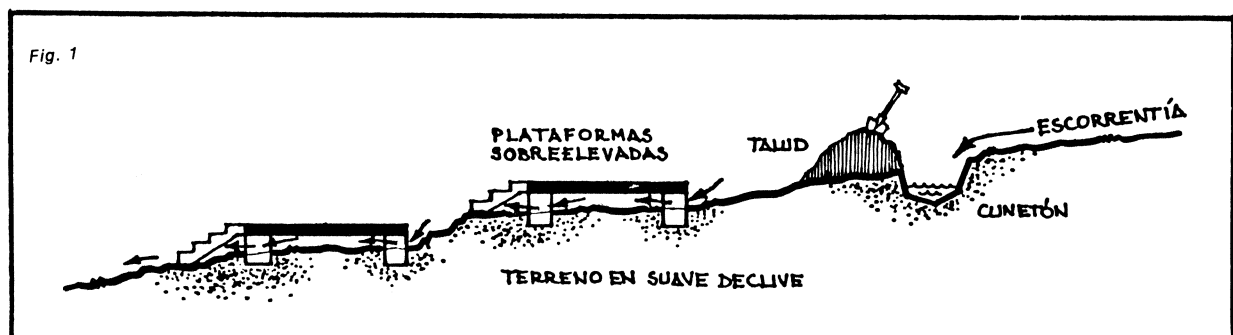 Fig. 1
PLATAFORMAS
SOBREELEVADAS
TALUD
ESCORRENTÍA
CUNETÓN
TERRENO EN SUAVE DECLIVE